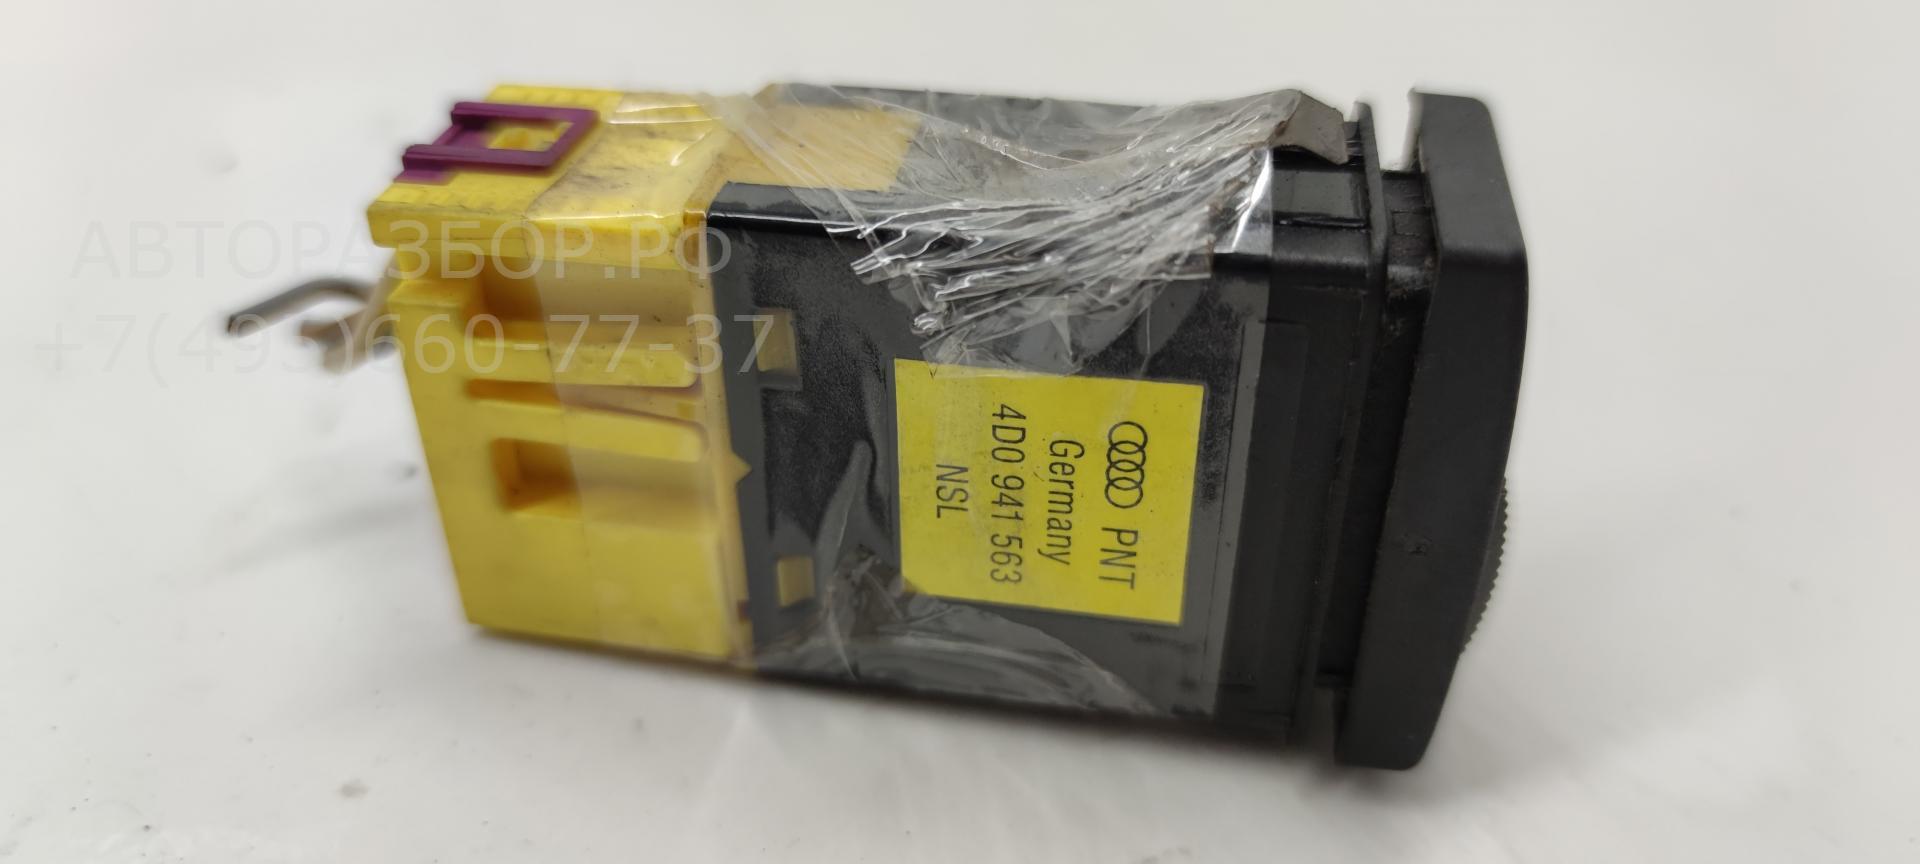 АВТОРАЗБОР.РФ
+7(495)660-77-37
PNT
Germany
4D0 941 563
NSL